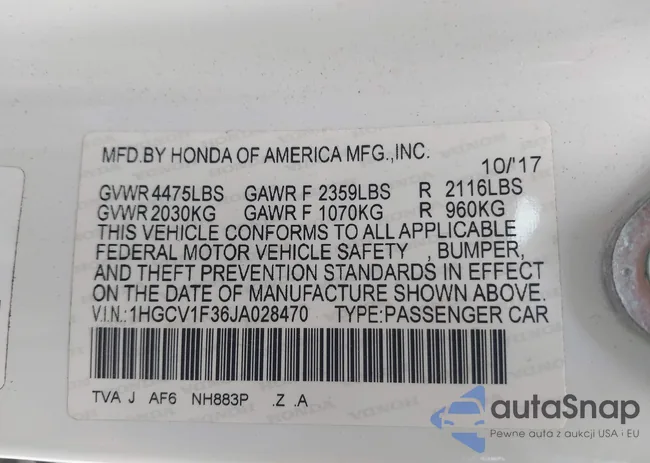 MFD.BY HONDA OF AMERICA MFG.,INC.
10/'17
GVWR 4475LBS GAWR F 2359LBS R 2116LBS
GVWR 2030KG GAWR F 1070KG R 960KG
THIS VEHICLE CONFORMS TO ALL APPLICABLE
FEDERAL MOTOR VEHICLE SAFETY , BUMPER,
AND THEFT PREVENTION STANDARDS IN EFFECT
ON THE DATE OF MANUFACTURE SHOWN ABOVE.
V.I.N.:1HGCV1F36JA028470 TYPE:PASSENGER CAR
TVA J AF6 NH883P .Z .A
autaSnap
Pewne auta z aukcji USA i EU